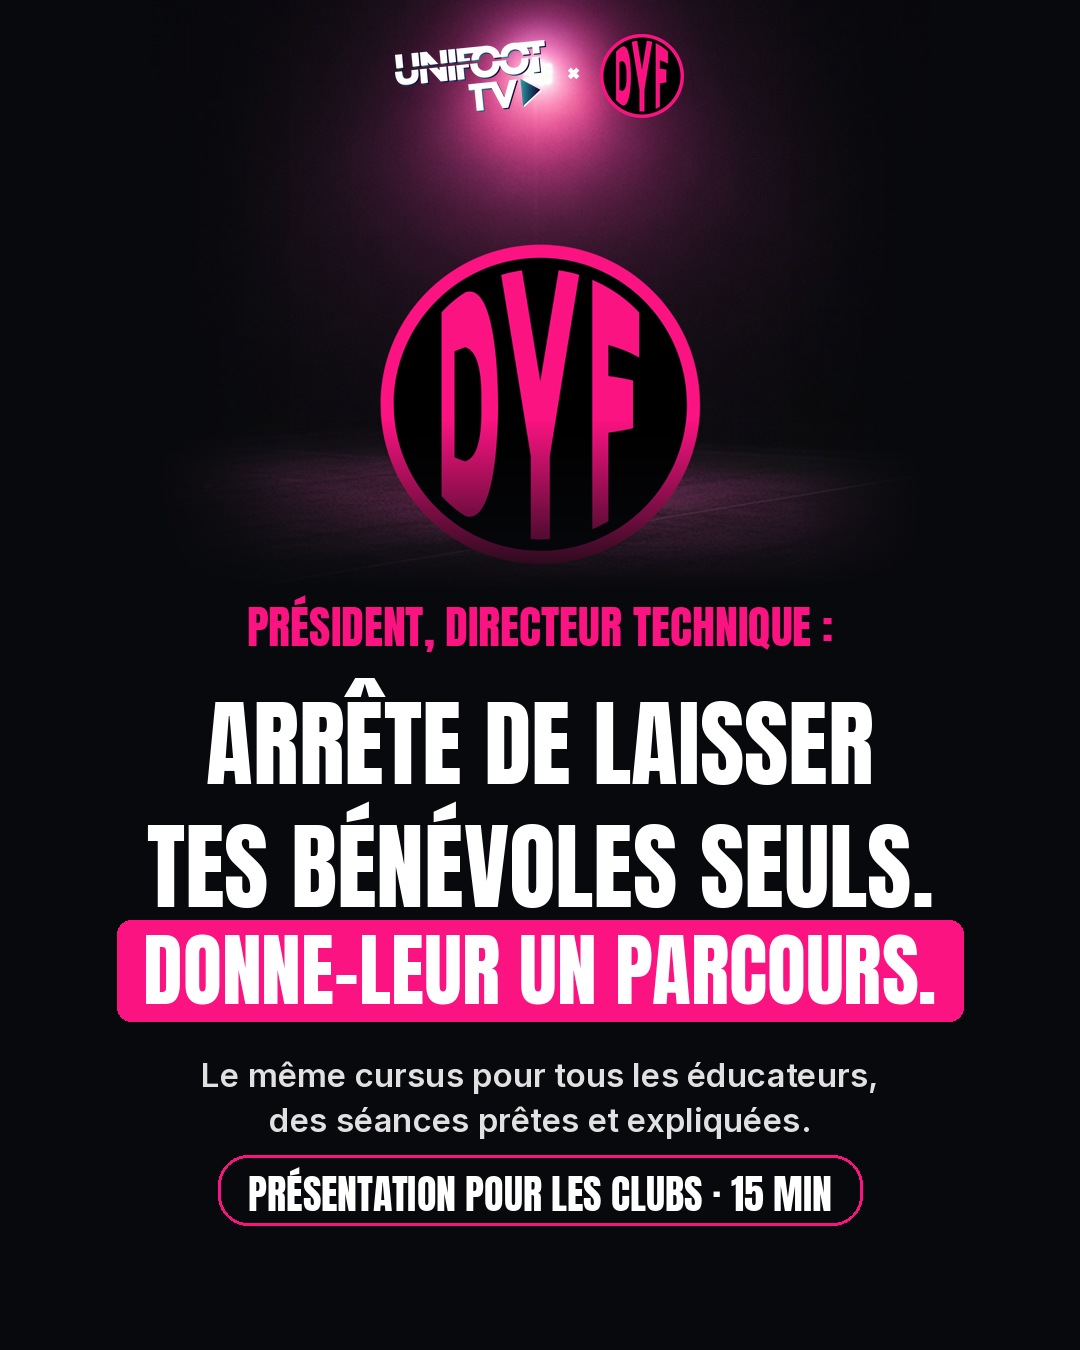 UNIFOOT
TV
×
DYF
DYF
PRÉSIDENT, DIRECTEUR TECHNIQUE :
ARRÊTE DE LAISSER
TES BÉNÉVOLES SEULS.
DONNE-LEUR UN PARCOURS.
Le même cursus pour tous les éducateurs,
des séances prêtes et expliquées.
PRÉSENTATION POUR LES CLUBS · 15 MIN